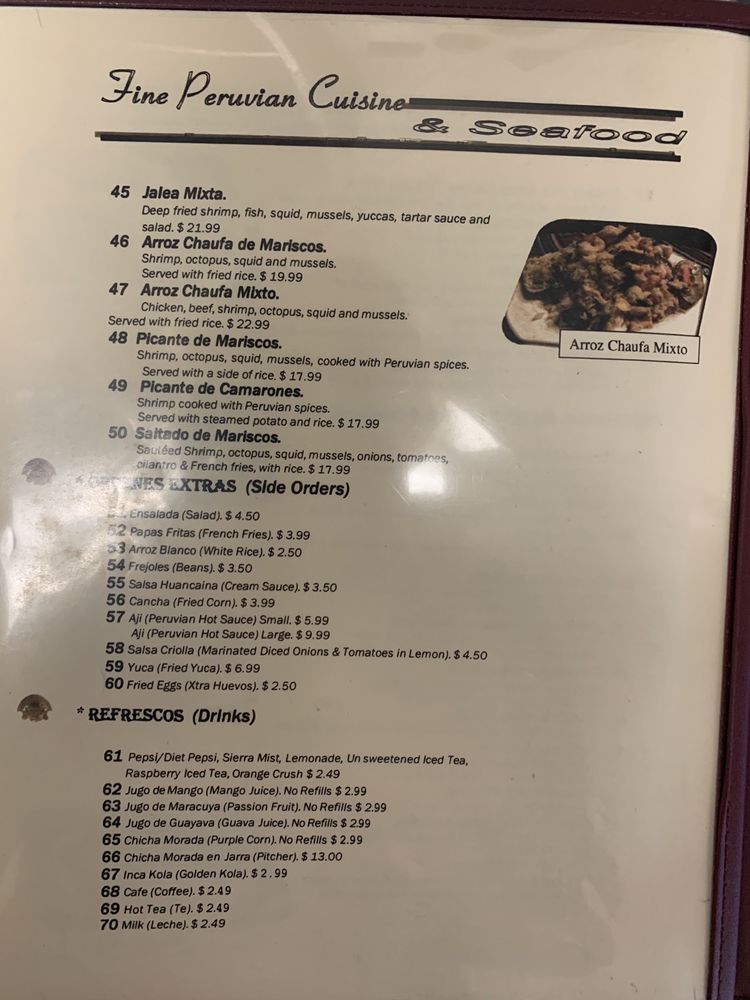 Fine Peruvian Cuisine
& Seafood
45 Jalea Mixta.
Deep fried shrimp, fish, squid, mussels, yuccas, tartar sauce and
salad. $ 21.99
46 Arroz Chaufa de Mariscos.
Shrimp, octopus, squid and mussels.
Served with fried rice. $ 19.99
47 Arroz Chaufa Mixto.
Chicken, beef, shrimp, octopus, squid and mussels.
Served with fried rice. $ 22.99
Arroz Chaufa Mixto
48 Picante de Mariscos.
Shrimp, octopus, squid, mussels, cooked with Peruvian spices.
Served with a side of rice. $ 17.99
49 Picante de Camarones.
Shrimp cooked with Peruvian spices.
Served with steamed potato and rice. $ 17.99
50 Saltado de Mariscos.
Sautéed Shrimp, octopus, squid, mussels, onions, tomatoes,
cilantro & French fries, with rice. $ 17.99
* ORDENES EXTRAS (Side Orders)
Ensalada (Salad). $ 4.50
52 Papas Fritas (French Fries). $ 3.99
53 Arroz Blanco (White Rice). $ 2.50
54 Frejoles (Beans). $ 3.50
55 Salsa Huancaina (Cream Sauce). $ 3.50
56 Cancha (Fried Corn). $ 3.99
57 Aji (Peruvian Hot Sauce) Small. $ 5.99
Aji (Peruvian Hot Sauce) Large. $ 9.99
58 Salsa Criolla (Marinated Diced Onions & Tomatoes in Lemon). $ 4.50
59 Yuca (Fried Yuca). $ 6.99
60 Fried Eggs (Xtra Huevos). $ 2.50
* REFRESCOS (Drinks)
61 Pepsi/Diet Pepsi, Sierra Mist, Lemonade, Un sweetened Iced Tea,
Raspberry Iced Tea, Orange Crush $ 2.49
62 Jugo de Mango (Mango Juice). No Refills $ 2.99
63 Jugo de Maracuya (Passion Fruit). No Refills $ 2.99
64 Jugo de Guayava (Guava Juice). No Refills $ 2.99
65 Chicha Morada (Purple Corn). No Refills $ 2.99
66 Chicha Morada en Jarra (Pitcher). $ 13.00
67 Inca Kola (Golden Kola). $ 2.99
68 Cafe (Coffee). $ 2.49
69 Hot Tea (Te). $ 2.49
70 Milk (Leche). $ 2.49